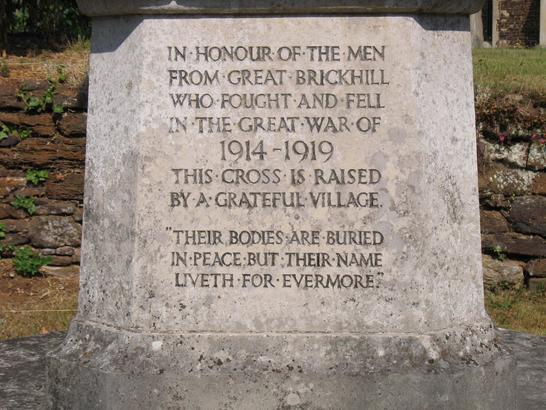 IN·HONOUR·OF·THE·MEN
FROM·GREAT·BRICKHILL
WHO·FOUGHT·AND·FELL
IN·THE·GREAT·WAR·OF
1914-1919
THIS·CROSS·IS·RAISED
BY·A·GRATEFUL·VILLAGE.
"THEIR BODIES·ARE·BURIED
IN·PEACE·BUT·THEIR·NAME
LIVETH·FOR·EVERMORE."